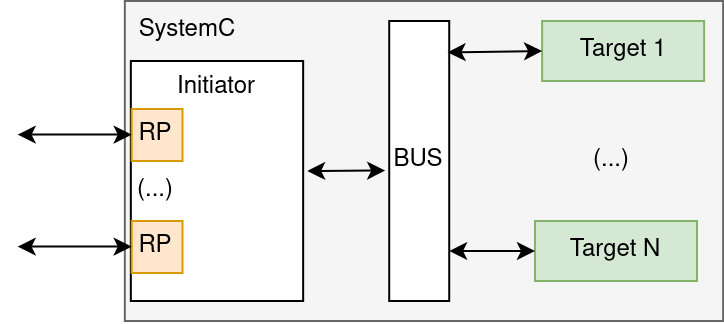 SystemC
Initiator
RP
(...)
RP
BUS
Target 1
(...)
Target N